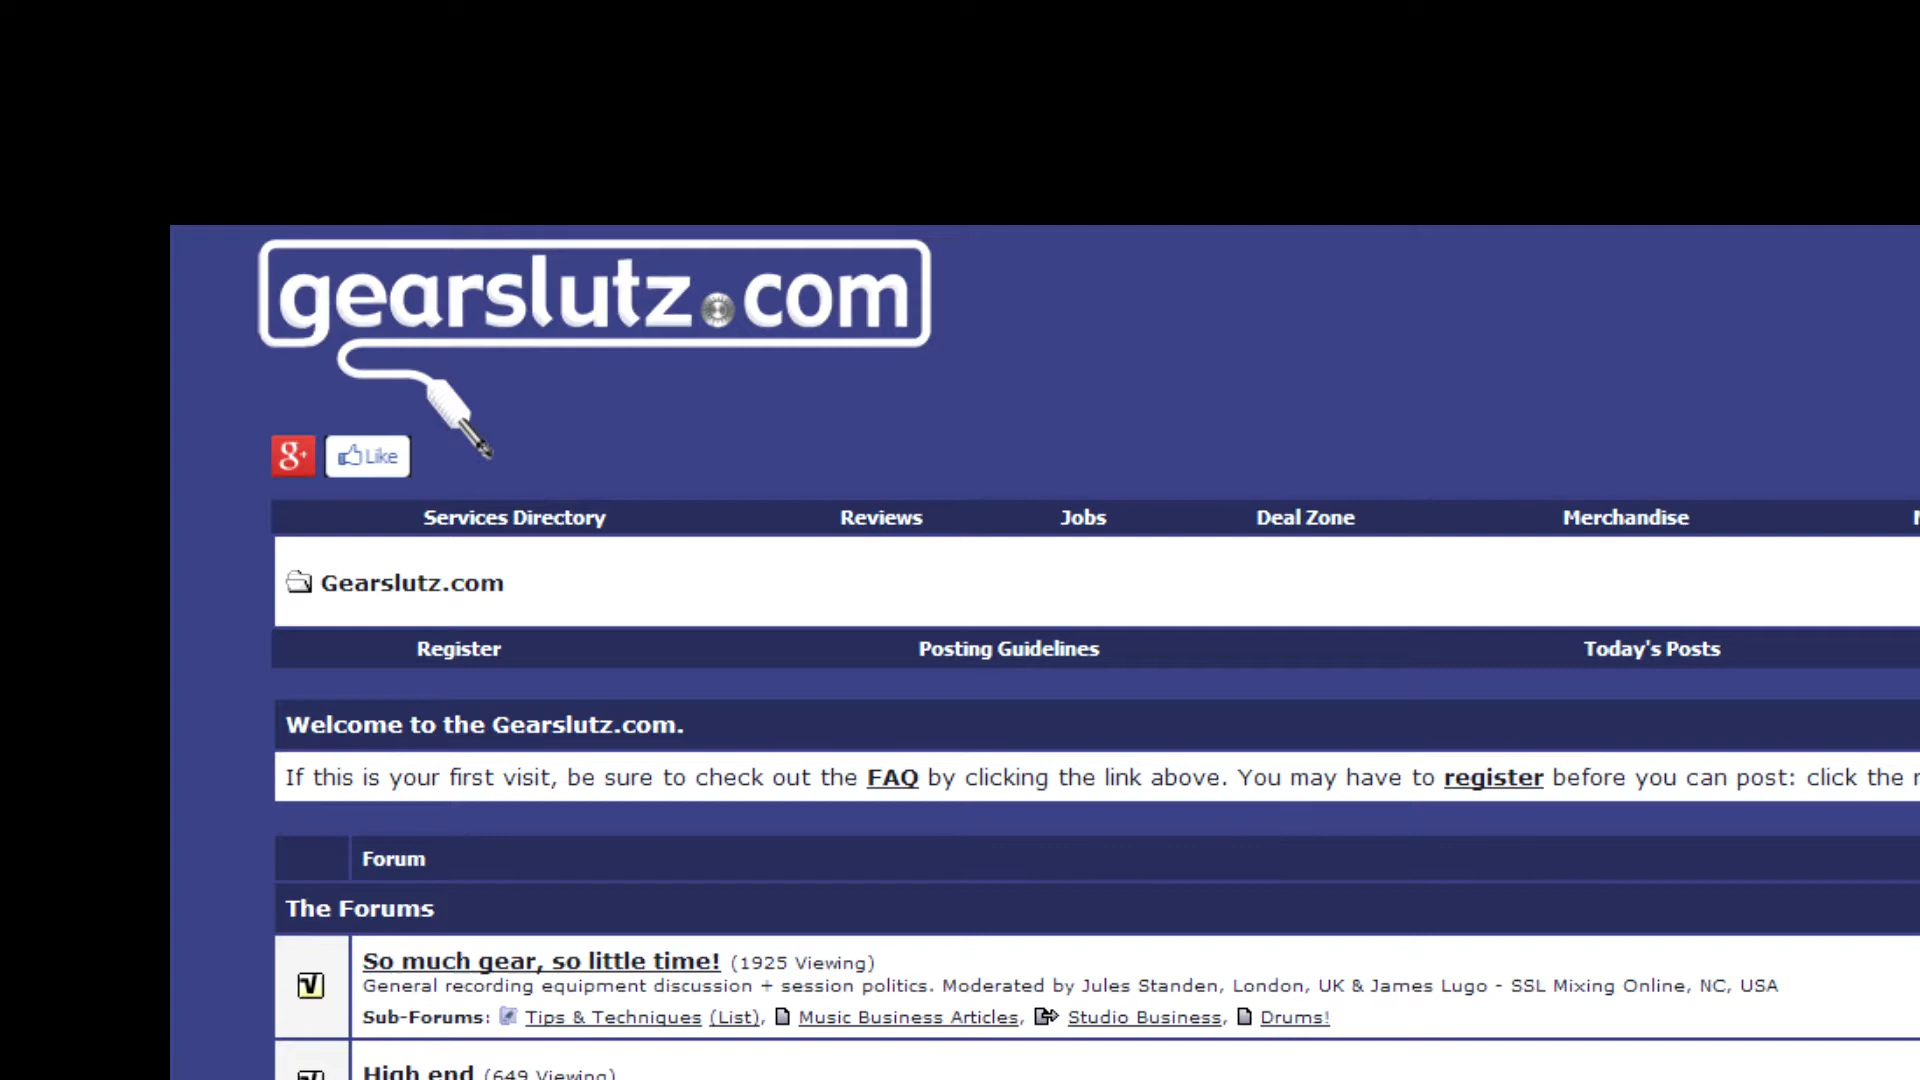 gearslutz.com
g+ Like
Services Directory Reviews Jobs Deal Zone Merchandise
Gearslutz.com
Register Posting Guidelines Today's Posts
Welcome to the Gearslutz.com.
If this is your first visit, be sure to check out the FAQ by clicking the link above. You may have to register before you can post: click the
Forum
The Forums
So much gear, so little time! (1925 Viewing)
General recording equipment discussion + session politics. Moderated by Jules Standen, London, UK & James Lugo - SSL Mixing Online, NC, USA
Sub-Forums: Tips & Techniques (List), Music Business Articles, Studio Business, Drums!
High end (649 Viewing)